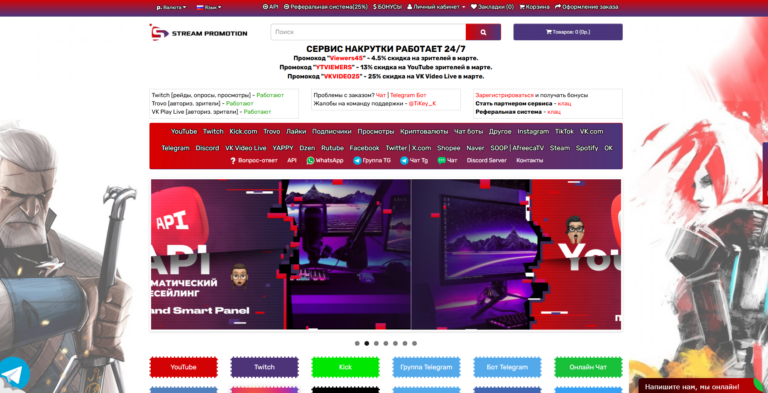 р. Валюта
Язык
API
Реферальная система(25%)
$ БОНУСЫ
Личный кабинет
Закладки (0)
Корзина
Оформление заказа
STREAM PROMOTION
Поиск
Товаров: 0 (0р.)
СЕРВИС НАКРУТКИ РАБОТАЕТ 24/7
Промокод "Viewers45" - 4.5% скидка на зрителей в марте.
Промокод "YTVIEWERS" - 13% скидка на YouTube зрителей в марте.
Промокод "VKVIDEO25" - 25% скидка на VK Video Live в марте.
Twitch [рейды, опросы, просмотры] - Работают
Trovo [авториз. зрители] - Работают
VK Play Live [авториз. зрители] - Работают
Проблемы с заказом? Чат | Telegram Бот
Жалобы на команду поддержки - @TiKey_K
Зарегистрироваться и получать бонусы
Стать партнером сервиса - клац
Реферальная система - клац
YouTube Twitch Kick.com Trovo Лайки Подписчики Просмотры Криптовалюты Чат боты Другое Instagram TikTok VK.com
Telegram Discord VK Video Live YAPPY Dzen Rutube Facebook Twitter | X.com Shopee Naver SOOP | AfreecaTV Steam Spotify OK
Вопрос-ответ API WhatsApp Группа TG Чат Tg Чат Discord Server Контакты
API
API
МАТИЧЕСКИЙ
ЕСЕЙЛИНГ
and Smart Panel
You
YouTube
Twitch
Kick
Группа Telegram
Бот Telegram
Онлайн Чат
Напишите нам, мы онлайн!